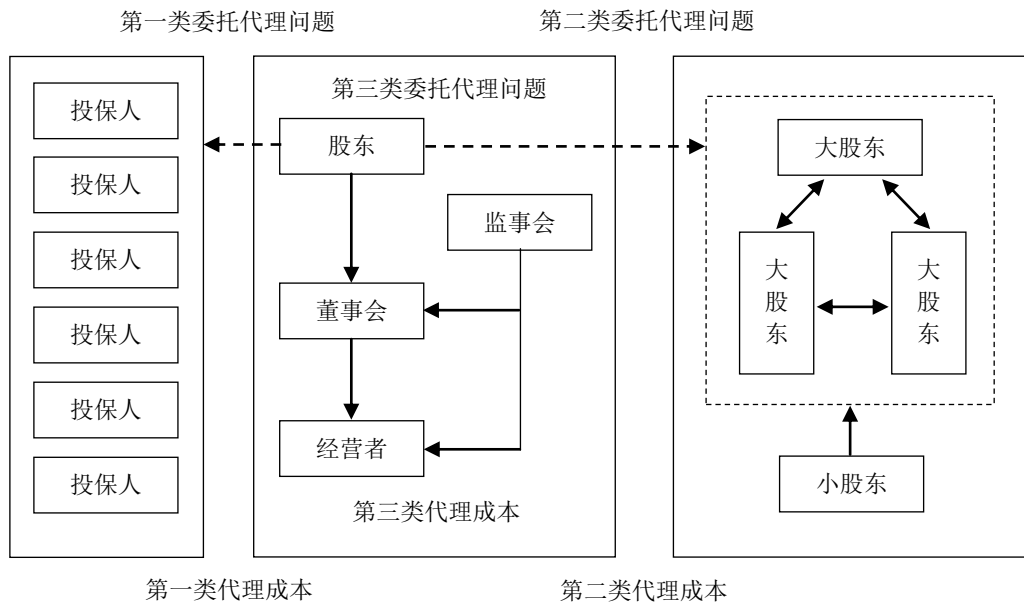 第一类委托代理问题
第二类委托代理问题
投保人
投保人
投保人
投保人
投保人
投保人
第三类委托代理问题
股东
监事会
董事会
经营者
第三类代理成本
大股东
大股东
大股东
小股东
第一类代理成本
第二类代理成本